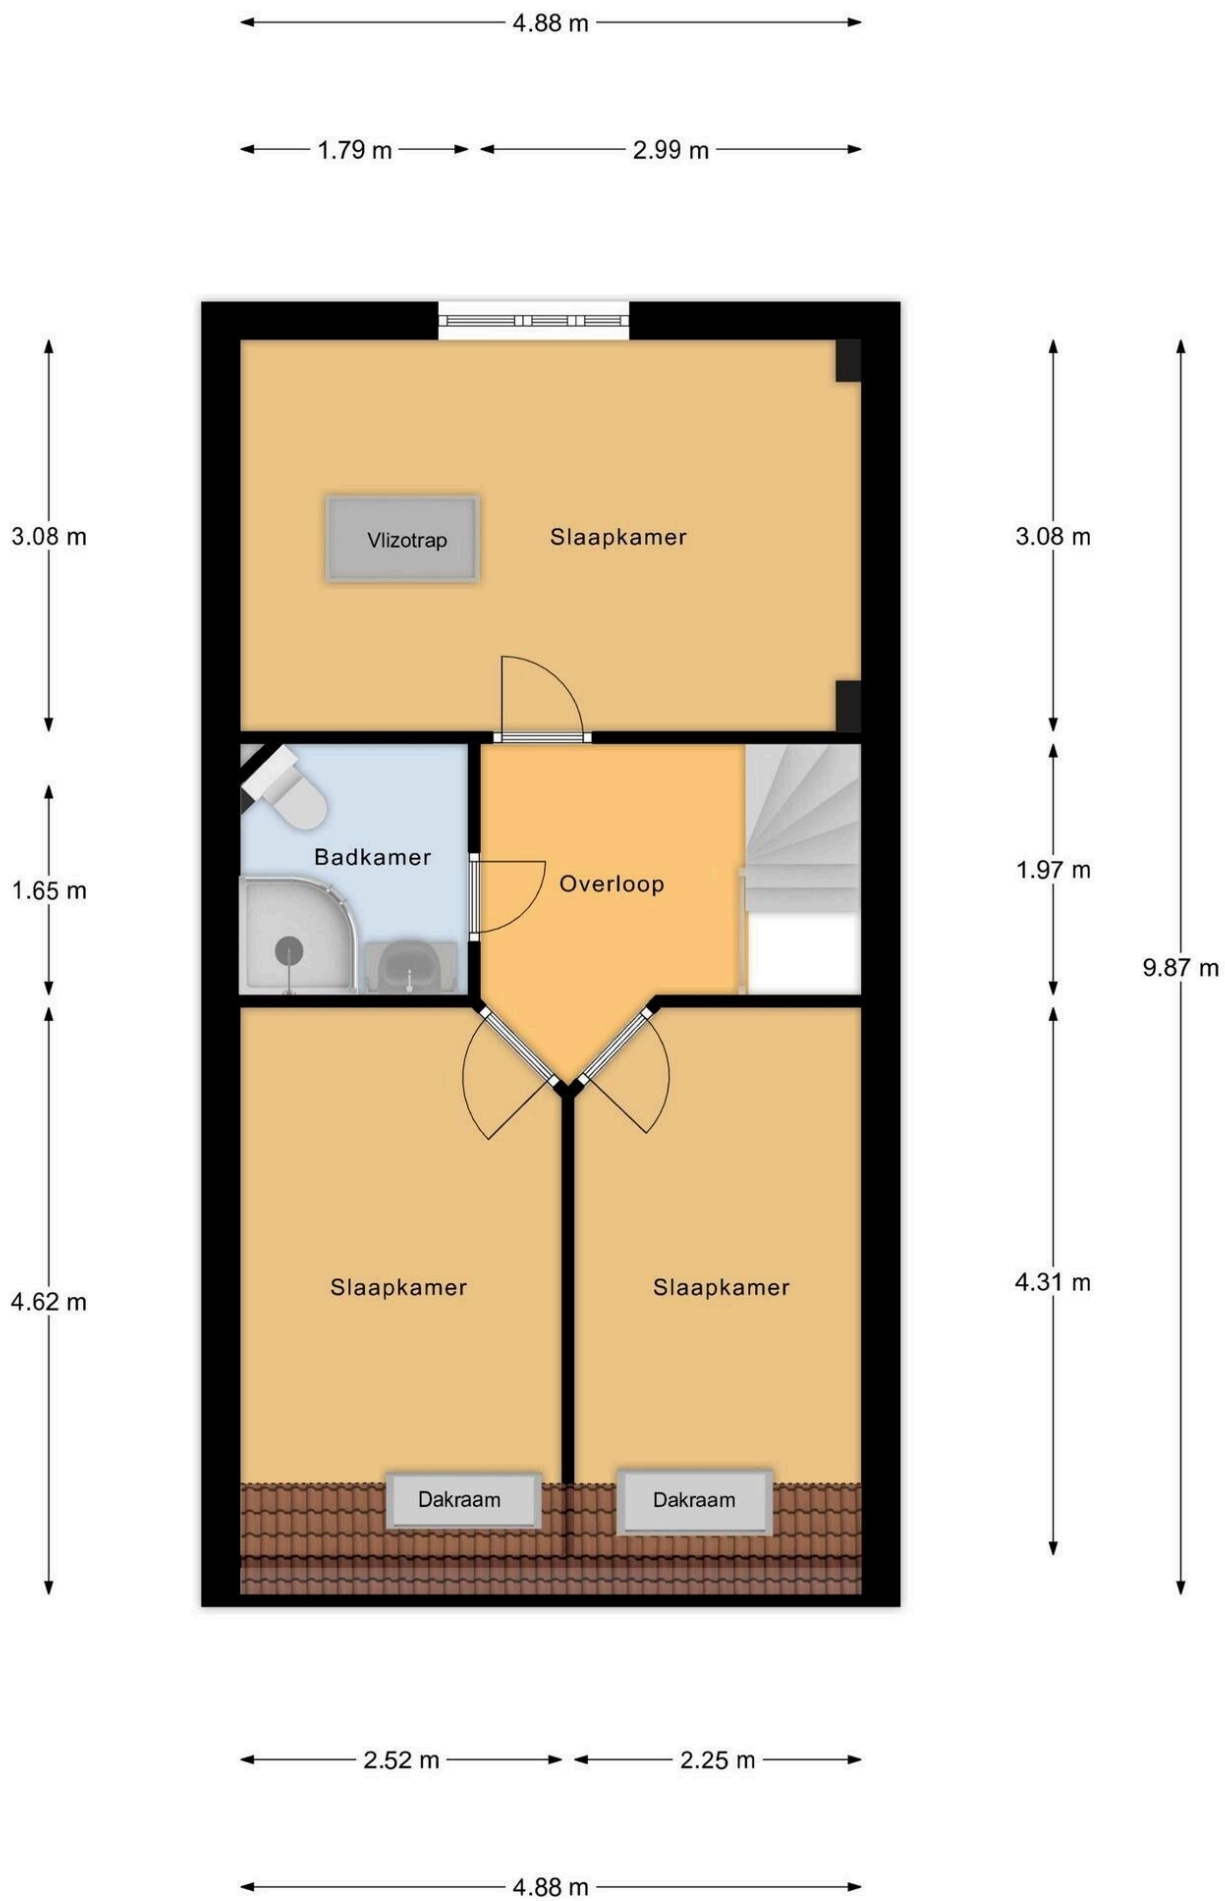 4.88 m
1.79 m
2.99 m
3.08 m
Vlizotrap
Slaapkamer
3.08 m
Badkamer
Overloop
1.65 m
1.97 m
9.87 m
Slaapkamer
Slaapkamer
4.62 m
4.31 m
Dakraam
Dakraam
2.52 m
2.25 m
4.88 m